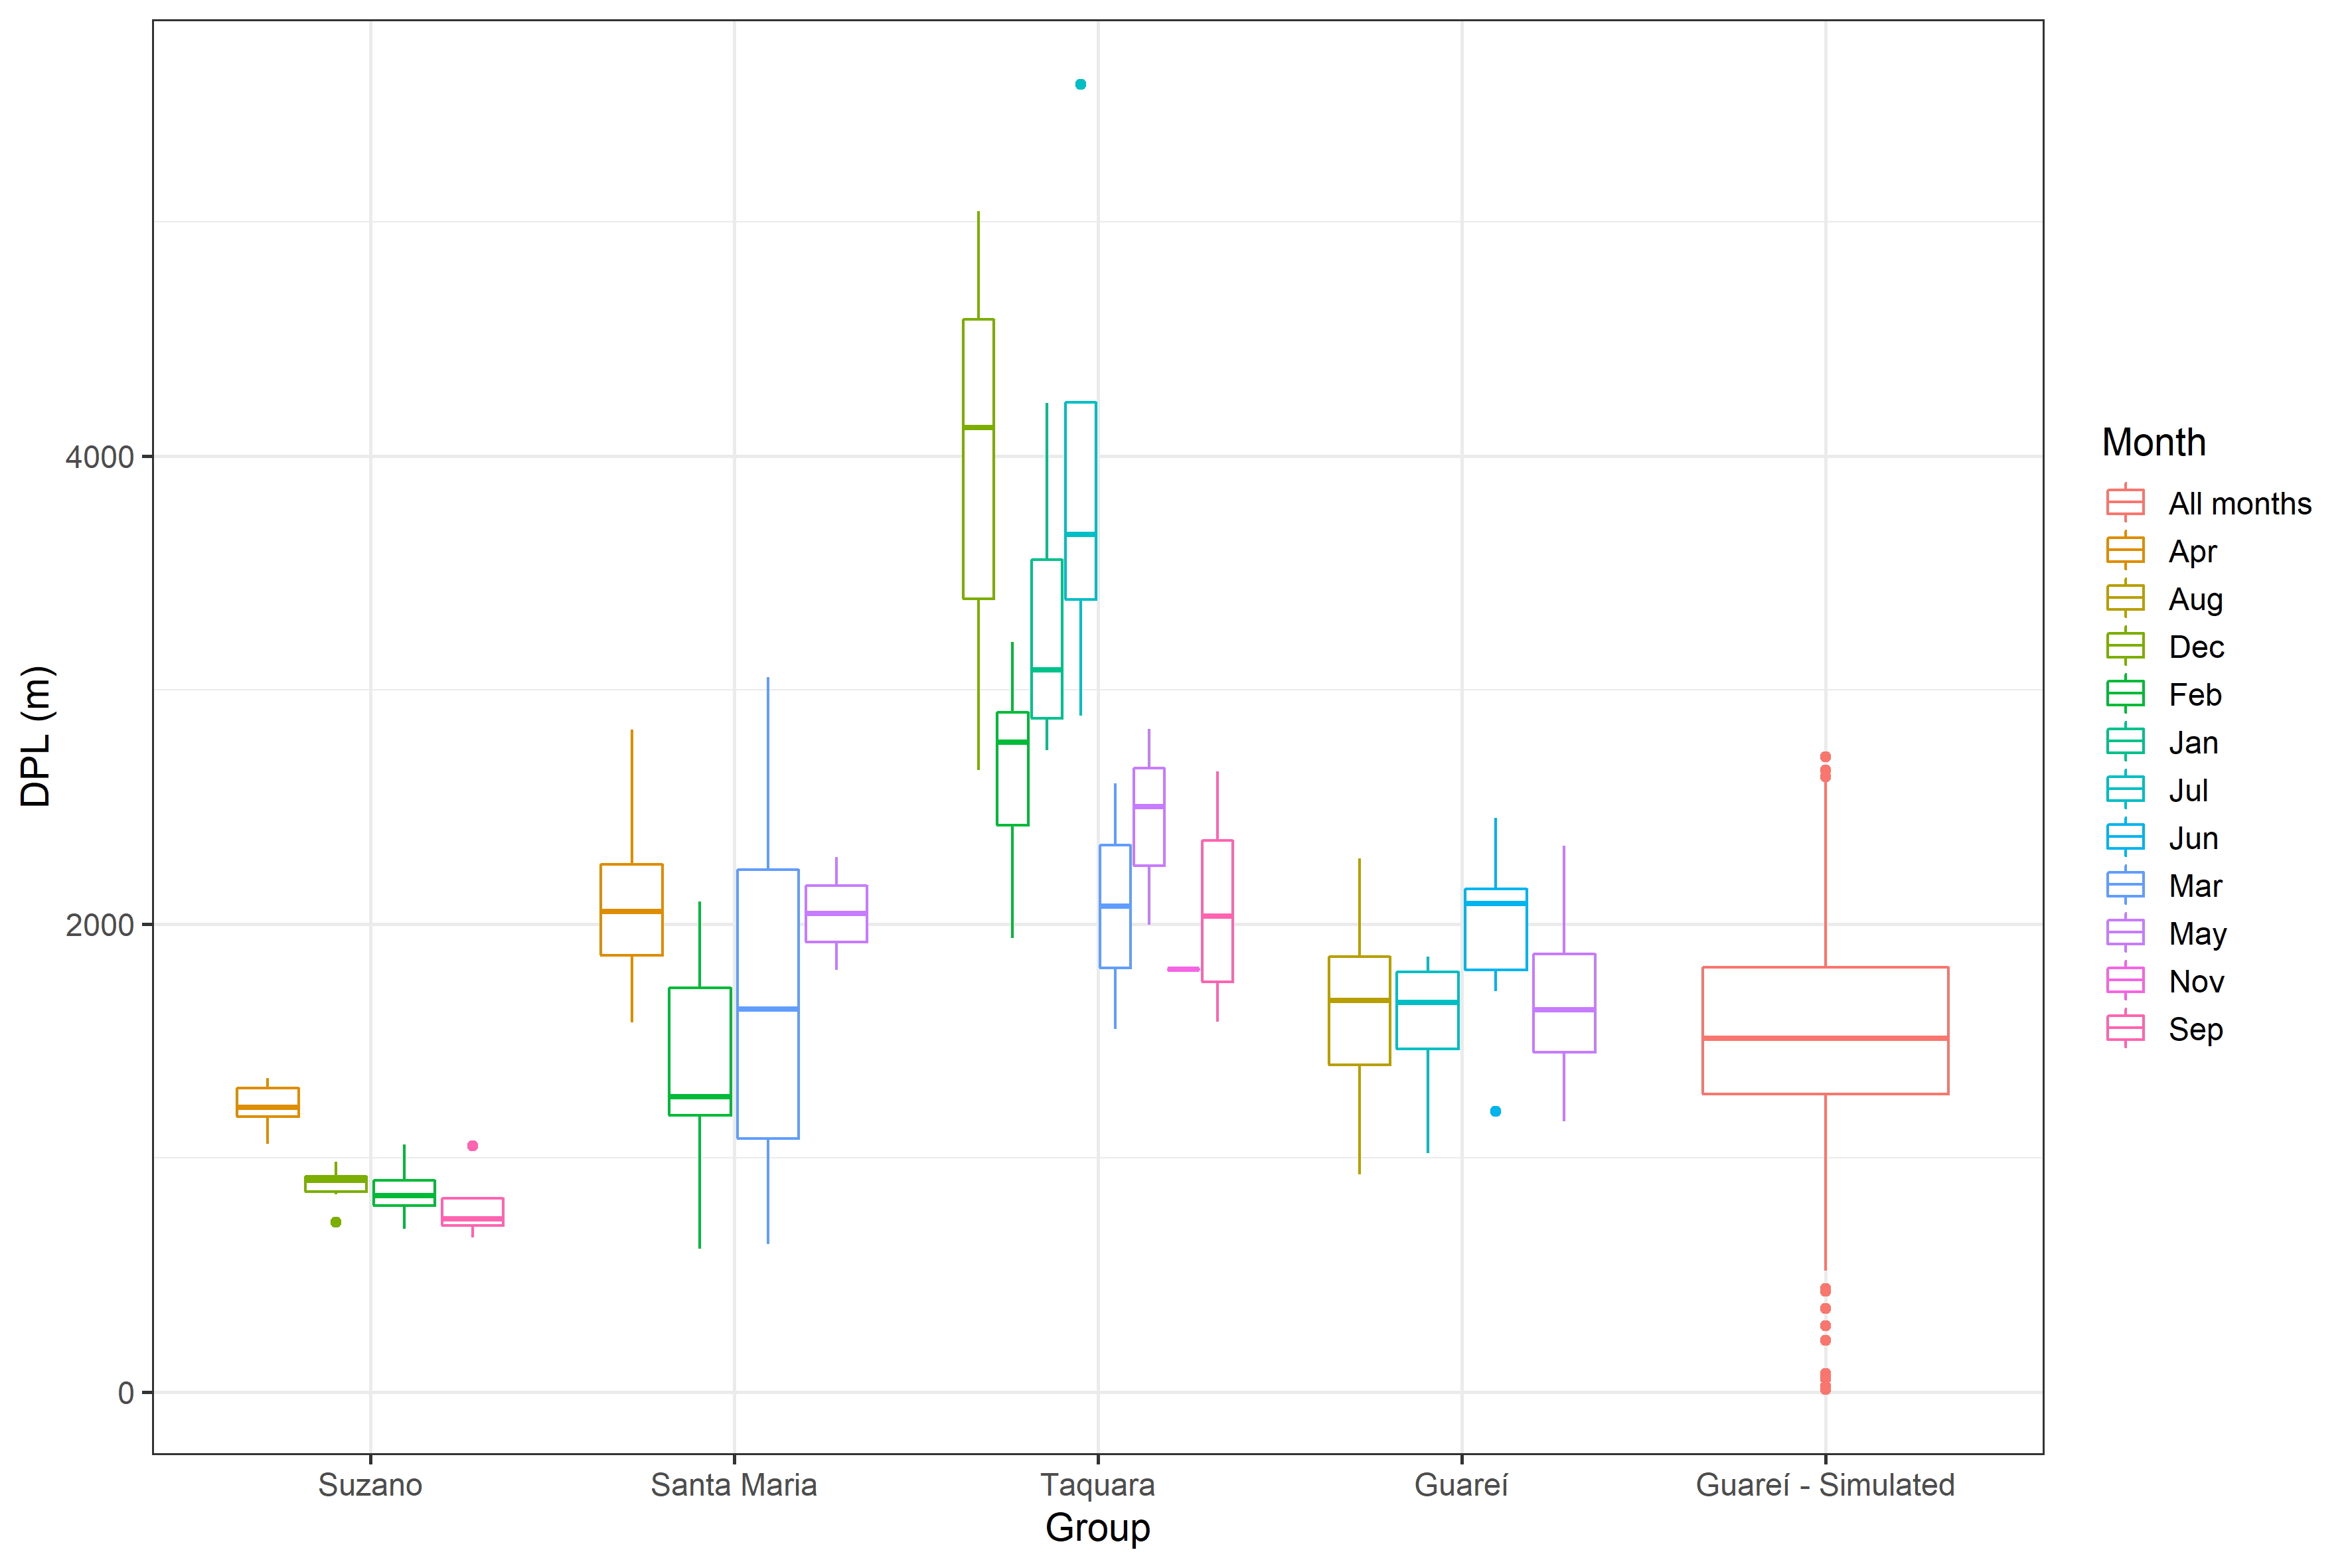 DPL (m)
4000
2000
0
Suzano
Santa Maria
Taquara
Guareí
Guareí - Simulated
Group
Month
All months
Apr
Aug
Dec
Feb
Jan
Jul
Jun
Mar
May
Nov
Sep